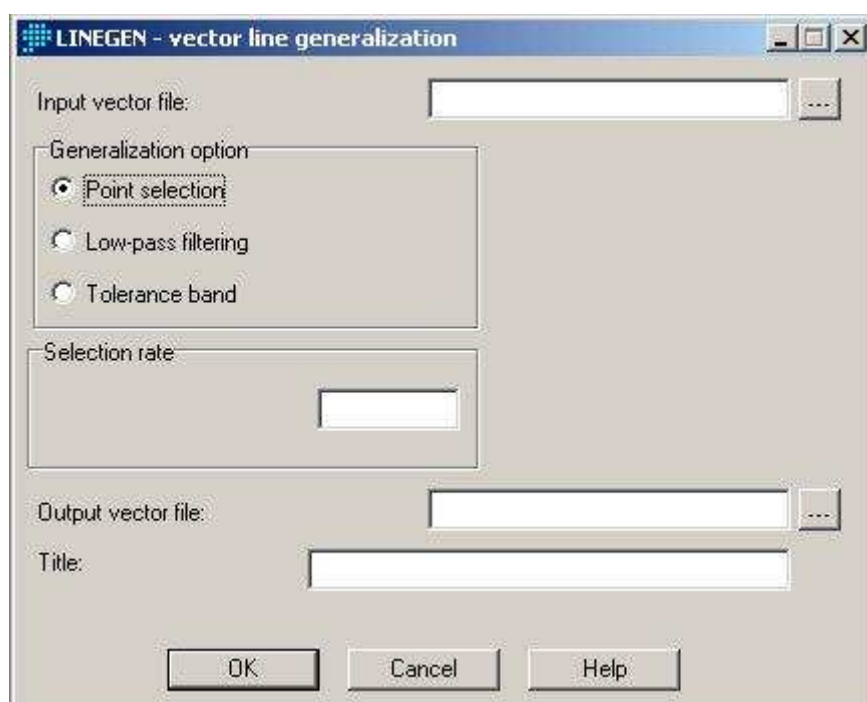 LINEGEN - vector line generalization
Input vector file:
...
Generalization option
Point selection
Low-pass filtering
Tolerance band
Selection rate
Output vector file:
...
Title:
OK Cancel Help